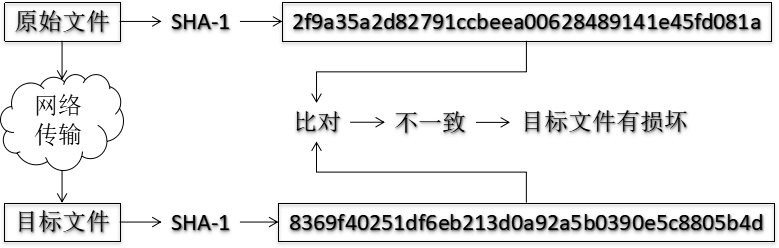 原始文件
SHA-1
2f9a35a2d82791ccbeea00628489141e45fd081a
网络
传输
比对
不一致
目标文件有损坏
目标文件
SHA-1
8369f40251df6eb213d0a92a5b0390e5c8805b4d